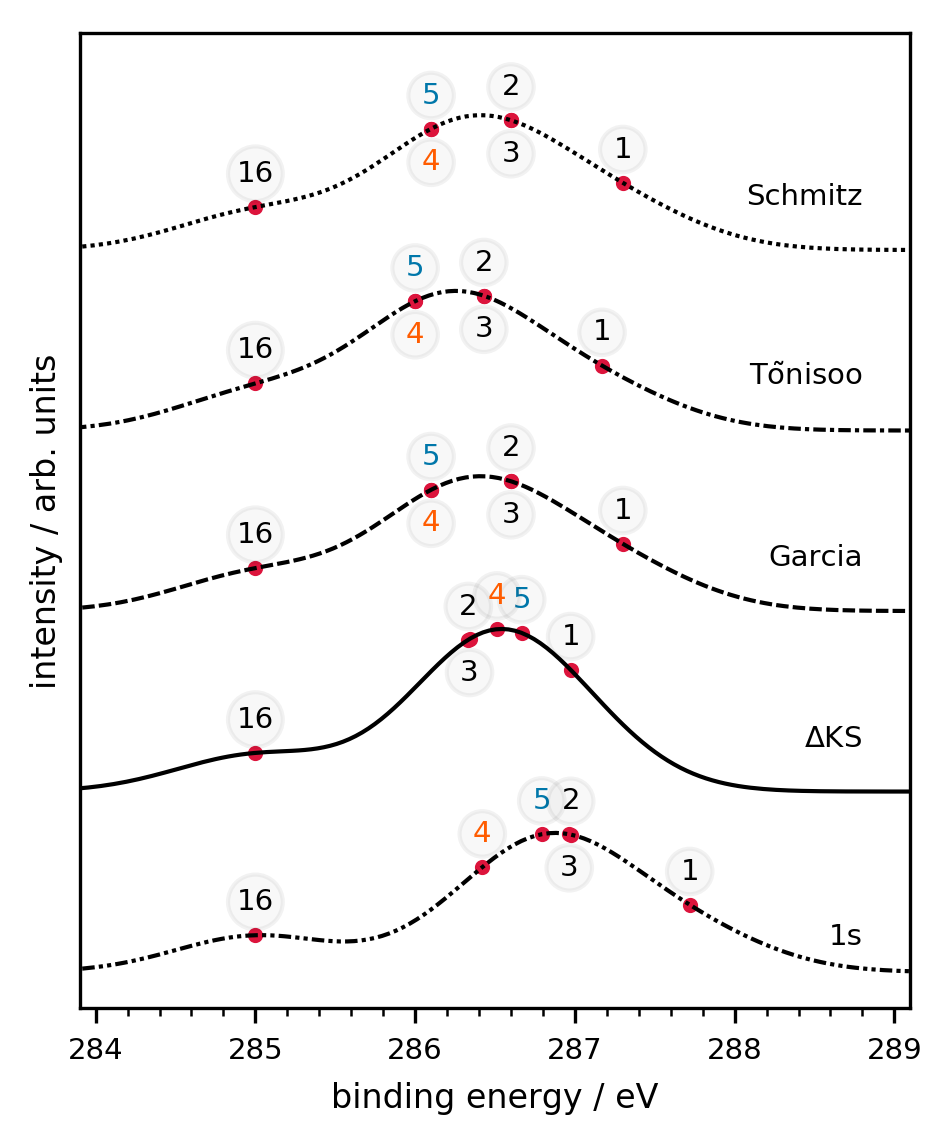 5 2
16 4 3 1
Schmitz
5 2
16 4 3 1
Tõnisoo
5 2
16 4 3 1
Garcia
2 4 5
16 3 1
ΔKS
5 2
4 3 1
16
1s
intensity / arb. units
284 285 286 287 288 289
binding energy / eV